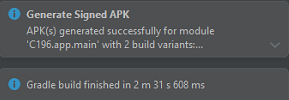 Generate Signed APK
APK(s) generated successfully for module
'C196.app.main' with 2 build variants:...
Gradle build finished in 2 m 31 s 608 ms